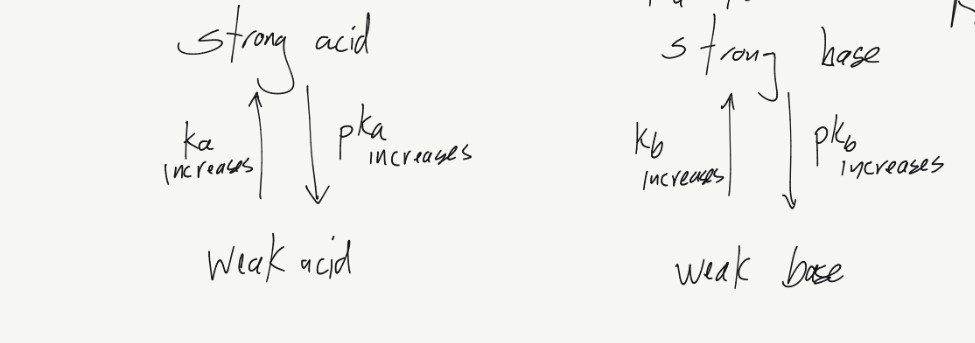 strong acid
ka
increases
pka
increases
Weak acid
strong base
kb
increases
pkb
increases
weak base